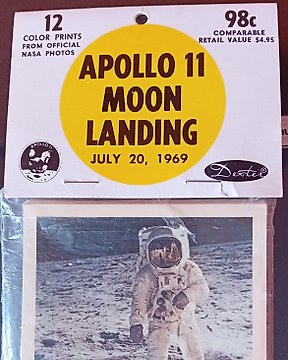 12
COLOR PRINTS
FROM OFFICIAL
NASA PHOTOS
98c
COMPARABLE
RETAIL VALUE $4.95
APOLLO 11
MOON
LANDING
JULY 20, 1969
Dexter